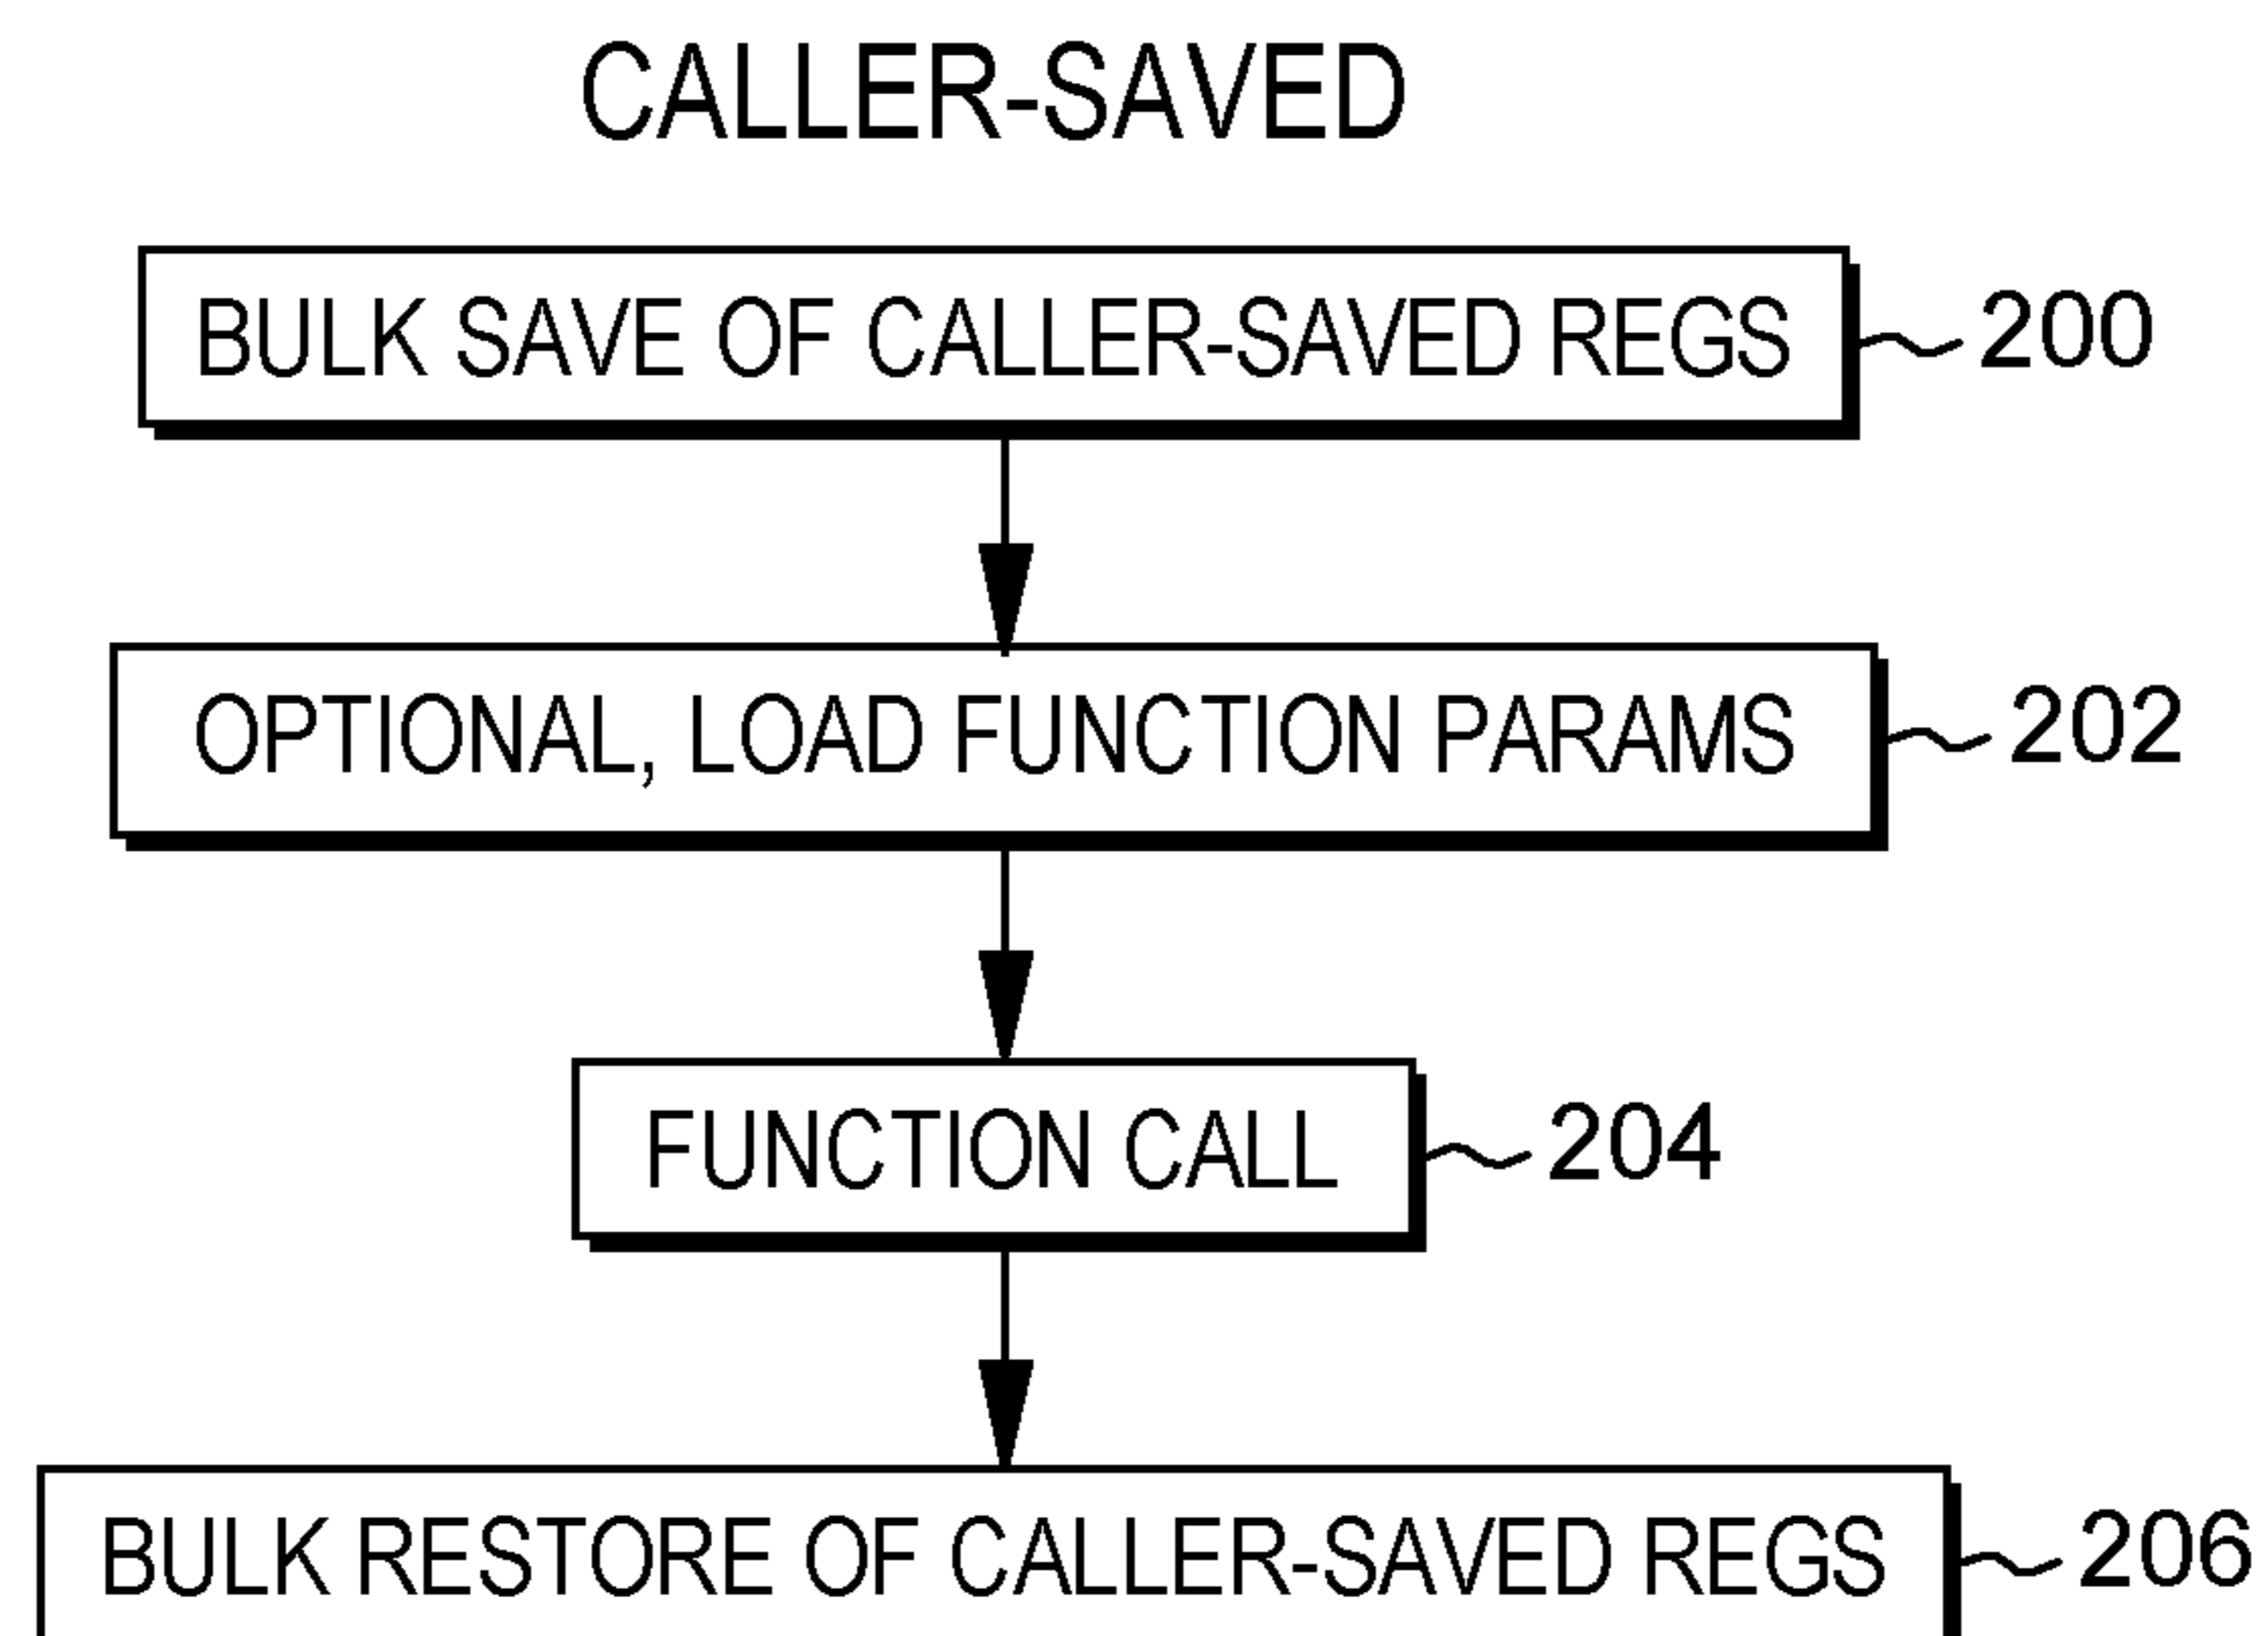 CALLER-SAVED
BULK SAVE OF CALLER-SAVED REGS 200
OPTIONAL, LOAD FUNCTION PARAMS 202
FUNCTION CALL 204
BULK RESTORE OF CALLER-SAVED REGS 206